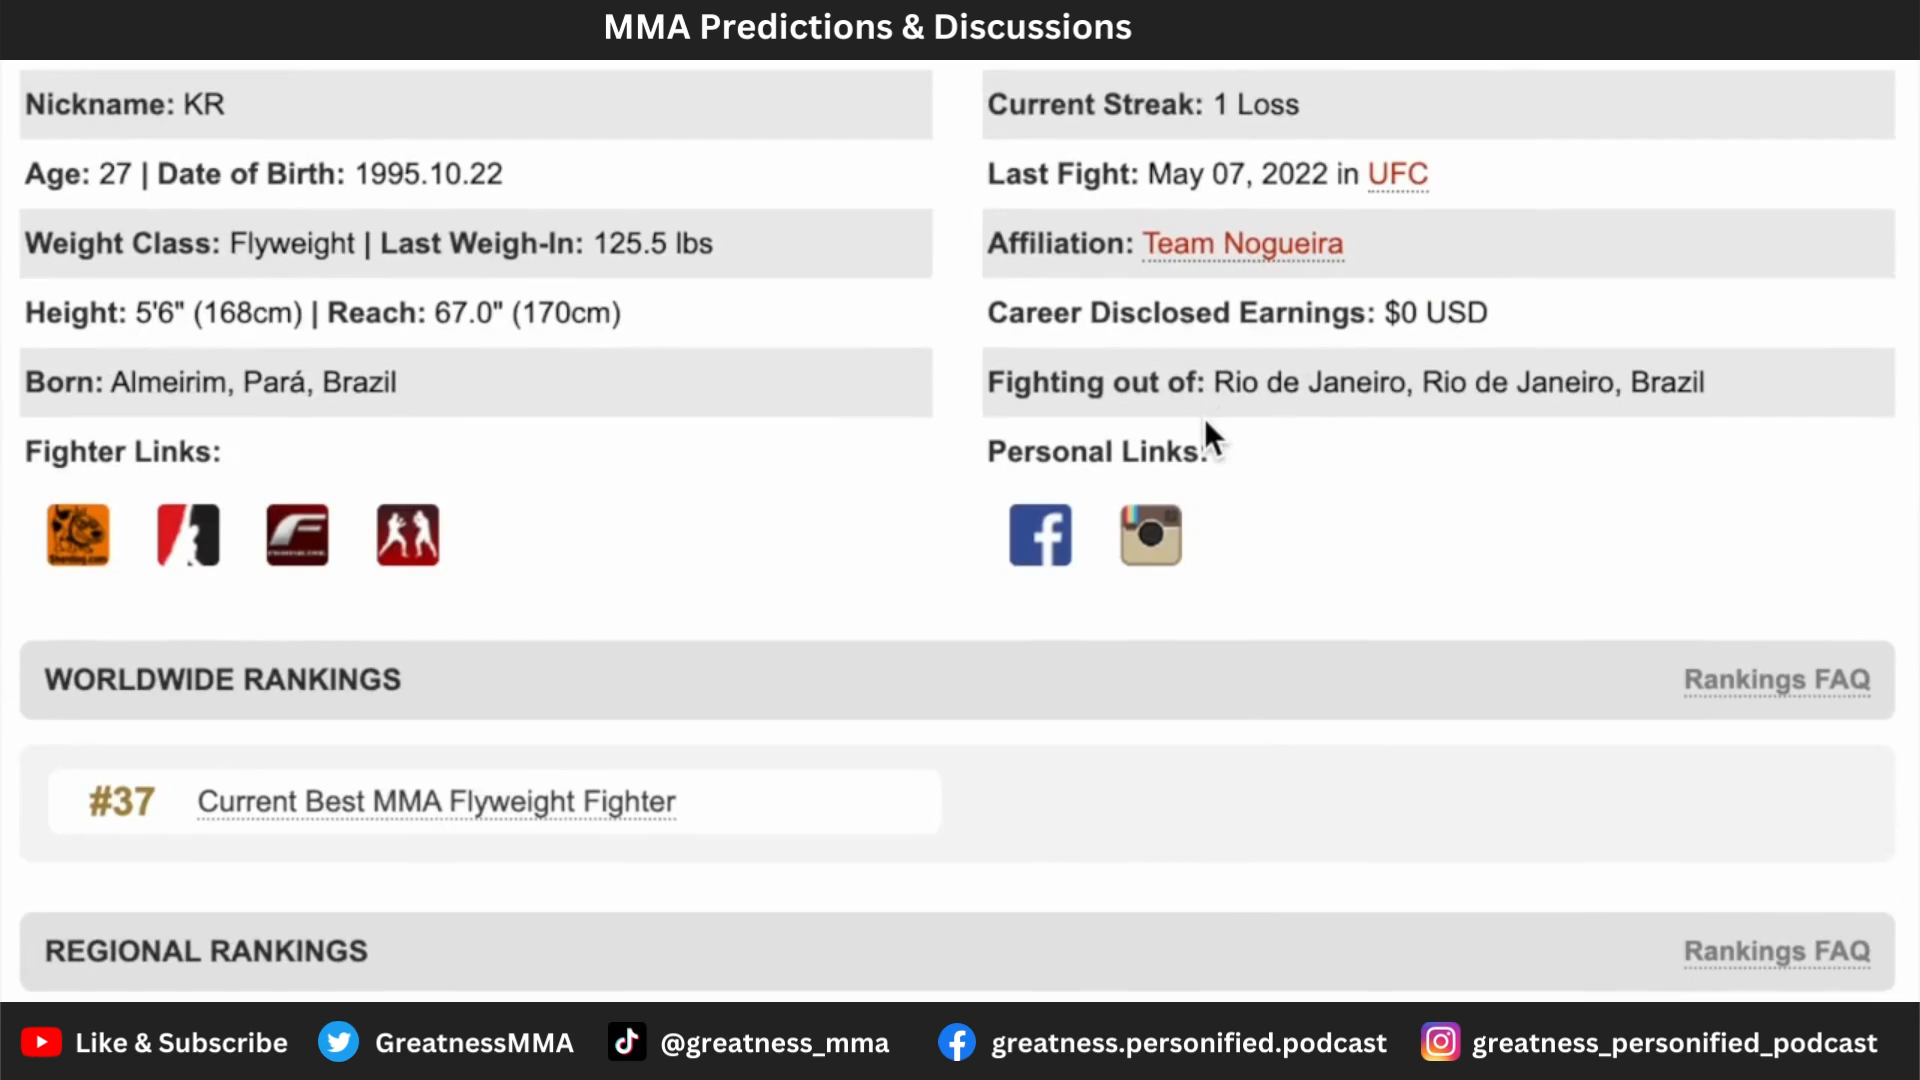 MMA Predictions & Discussions
Nickname: KR
Current Streak: 1 Loss
Age: 27 | Date of Birth: 1995.10.22
Last Fight: May 07, 2022 in UFC
Weight Class: Flyweight | Last Weigh-In: 125.5 lbs
Affiliation: Team Nogueira
Height: 5'6" (168cm) | Reach: 67.0" (170cm)
Career Disclosed Earnings: $0 USD
Born: Almeirim, Pará, Brazil
Fighting out of: Rio de Janeiro, Rio de Janeiro, Brazil
Fighter Links:
Personal Links:
WORLDWIDE RANKINGS
Rankings FAQ
#37 Current Best MMA Flyweight Fighter
REGIONAL RANKINGS
Rankings FAQ
Like & Subscribe
GreatnessMMA
@greatness_mma
greatness.personified.podcast
greatness_personified_podcast